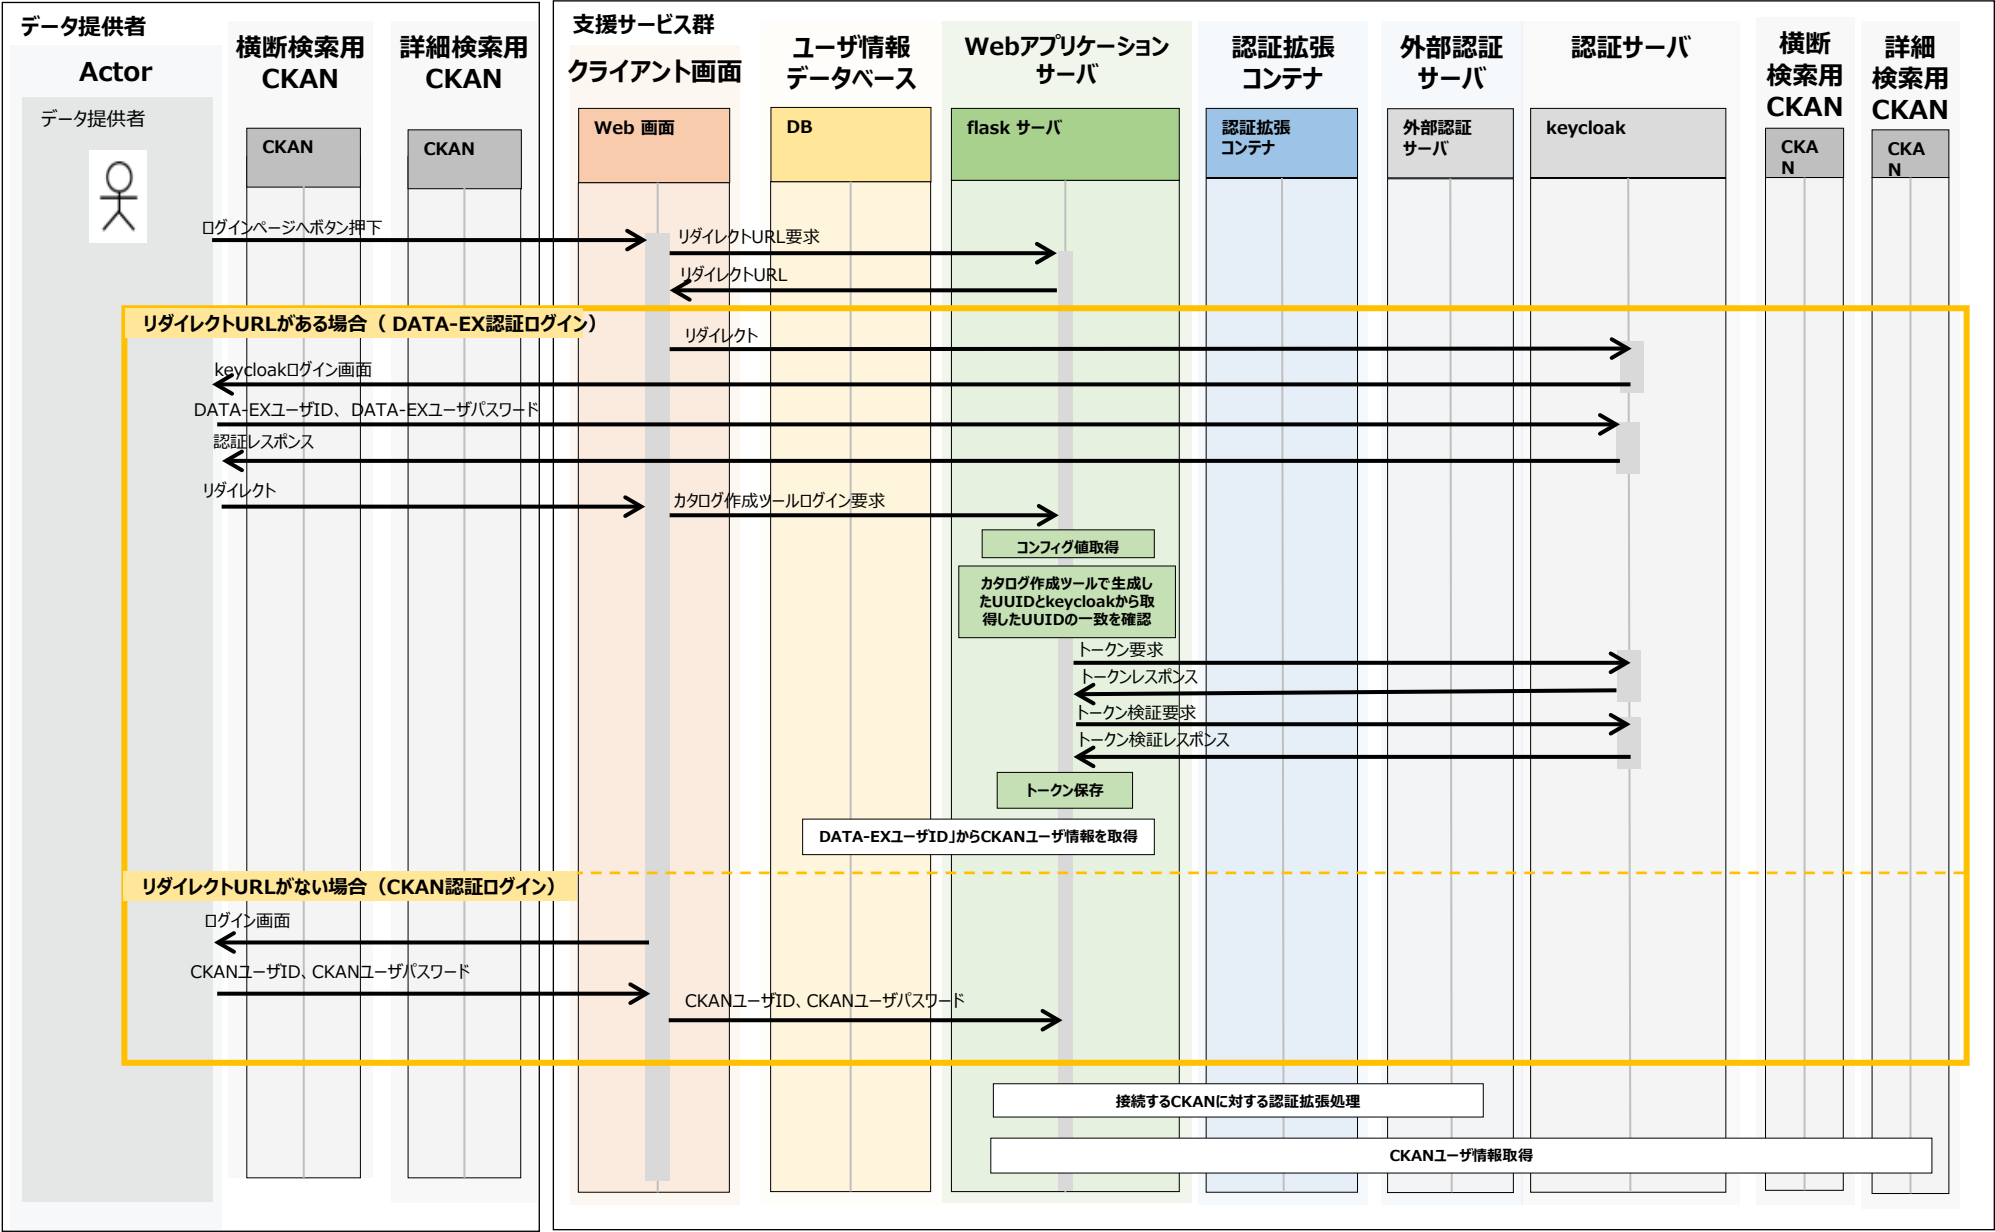 データ提供者
支援サービス群
Actor
横断検索用
CKAN
詳細検索用
CKAN
クライアント画面
ユーザ情報
データベース
Webアプリケーション
サーバ
認証拡張
コンテナ
外部認証
サーバ
認証サーバ
横断
検索用
CKAN
詳細
検索用
CKAN
データ提供者
CKAN
CKAN
Web 画面
DB
flask サーバ
認証拡張
コンテナ
外部認証
サーバ
keycloak
CKA
N
CKA
N
ログインページへボタン押下
リダイレクトURL要求
リダイレクトURL
リダイレクトURLがある場合（ DATA-EX認証ログイン）
リダイレクト
keycloakログイン画面
DATA-EXユーザID、DATA-EXユーザパスワード
認証レスポンス
リダイレクト
カタログ作成ツールログイン要求
コンフィグ値取得
カタログ作成ツールで生成し
たUUIDとkeycloakから取
得したUUIDの一致を確認
トークン要求
トークンレスポンス
トークン検証要求
トークン検証レスポンス
トークン保存
DATA-EXユーザID」からCKANユーザ情報を取得
リダイレクトURLがない場合（CKAN認証ログイン）
ログイン画面
CKANユーザID、CKANユーザパスワード
CKANユーザID、CKANユーザパスワード
接続するCKANに対する認証拡張処理
CKANユーザ情報取得